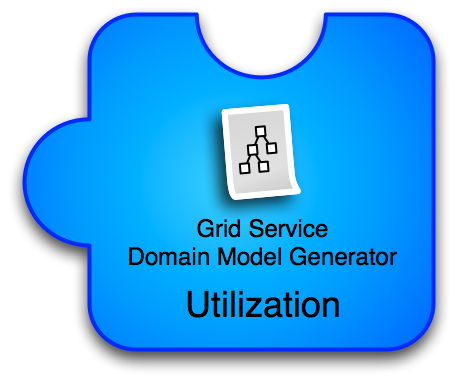 Grid Service
Domain Model Generator
Utilization